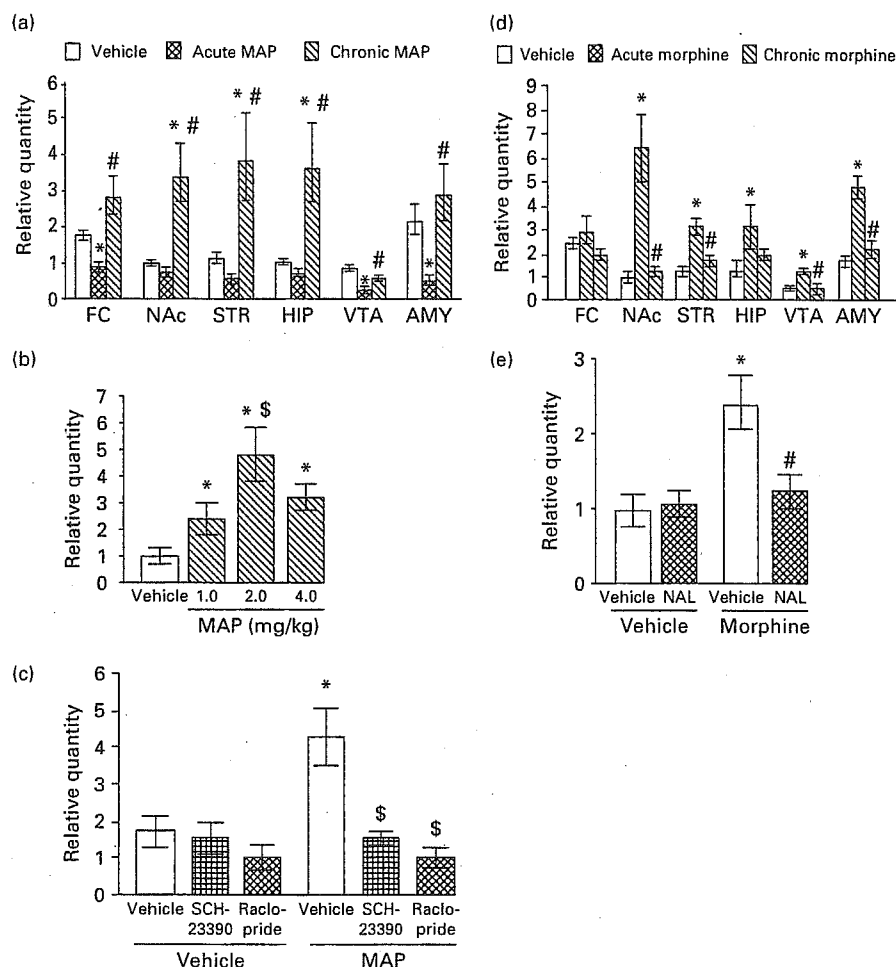 (a)
Vehicle Acute MAP Chronic MAP
Relative quantity
6
5
4
3
2
1
0
* # * # * # * #
# * * # * #
FC NAc STR HIP VTA AMY
(b)
Relative quantity
7
6
5
4
3
2
1
0
* * $ *
Vehicle 1.0 2.0 4.0
MAP (mg/kg)
(c)
Relative quantity
6
5
4
3
2
1
0
* $ $
Vehicle SCH-23390 Raclo-pride Vehicle SCH-23390 Raclo-pride
Vehicle MAP
(d)
Vehicle Acute morphine Chronic morphine
Relative quantity
9
8
7
6
5
4
3
2
1
0
* # * # * * # * #
FC NAc STR HIP VTA AMY
(e)
Relative quantity
3
2
1
0
* #
Vehicle NAL Vehicle NAL
Vehicle Morphine